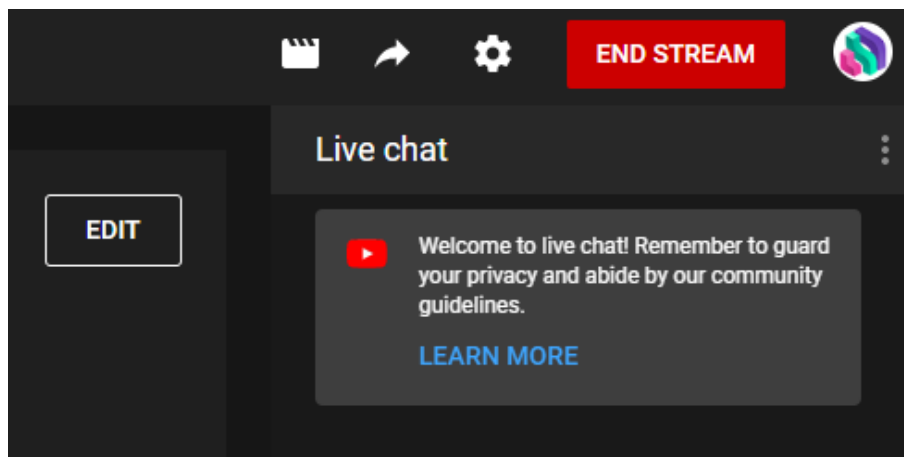 END STREAM
Live chat
EDIT
Welcome to live chat! Remember to guard
your privacy and abide by our community
guidelines.
LEARN MORE